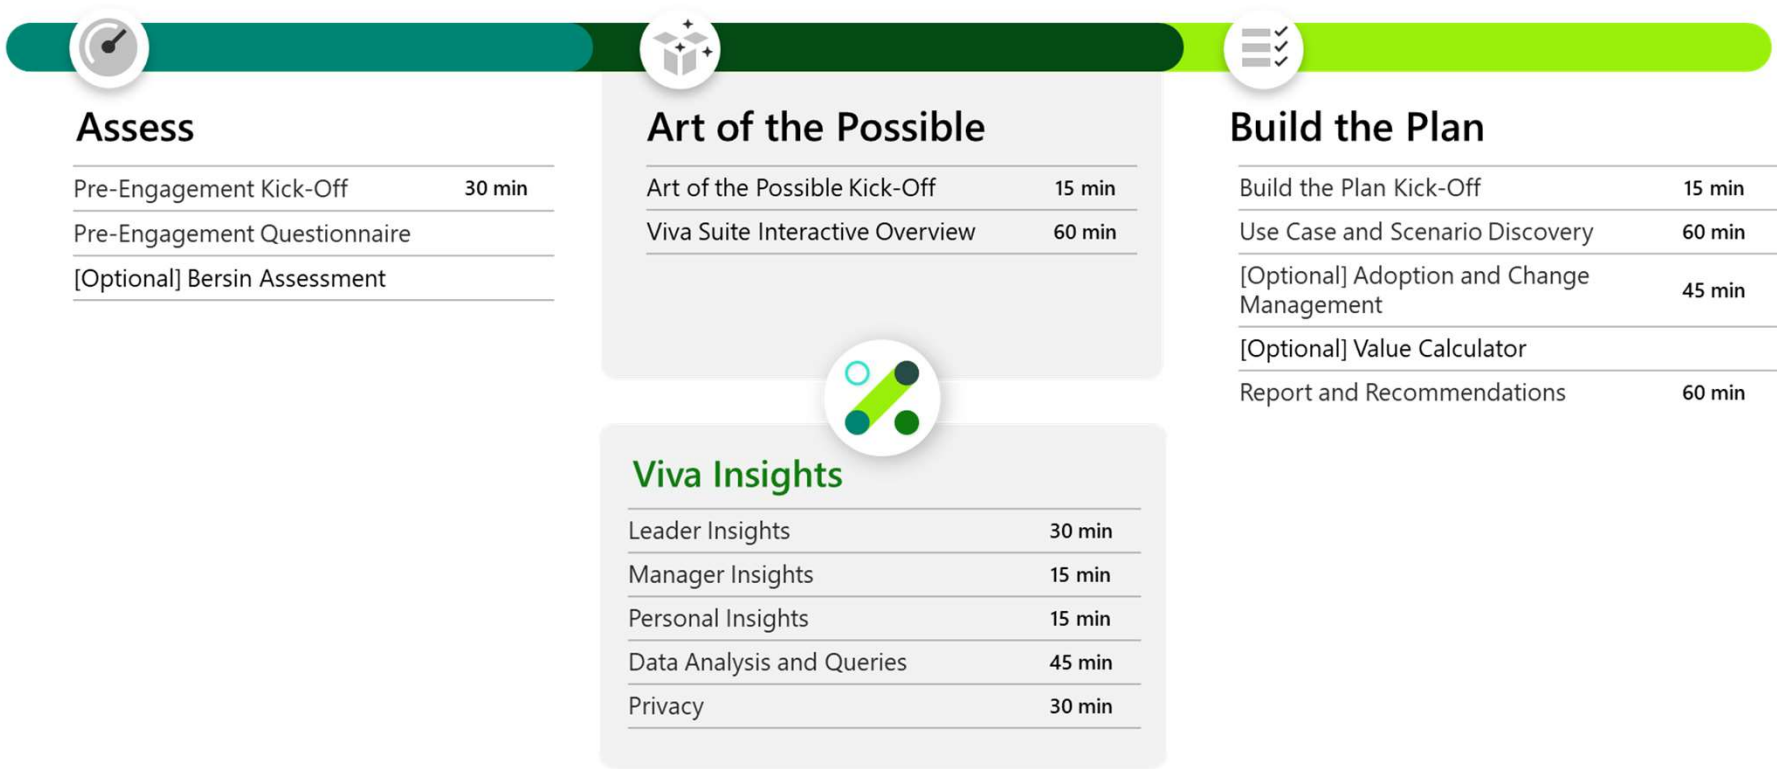 Assess
Pre-Engagement Kick-Off 30 min
Pre-Engagement Questionnaire
[Optional] Bersin Assessment
Art of the Possible
Art of the Possible Kick-Off 15 min
Viva Suite Interactive Overview 60 min
Viva Insights
Leader Insights 30 min
Manager Insights 15 min
Personal Insights 15 min
Data Analysis and Queries 45 min
Privacy 30 min
Build the Plan
Build the Plan Kick-Off 15 min
Use Case and Scenario Discovery 60 min
[Optional] Adoption and Change
Management 45 min
[Optional] Value Calculator
Report and Recommendations 60 min